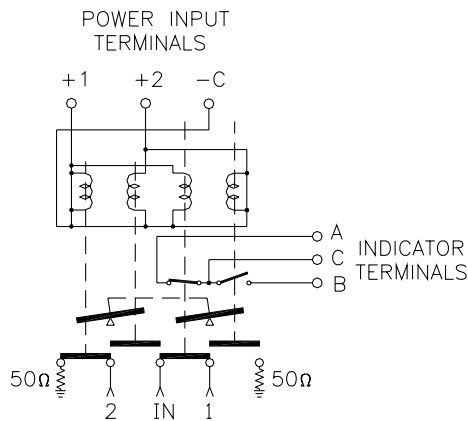 POWER INPUT
TERMINALS
+1 +2 -C
A
C
B
INDICATOR
TERMINALS
50Ω 50Ω
2 IN 1